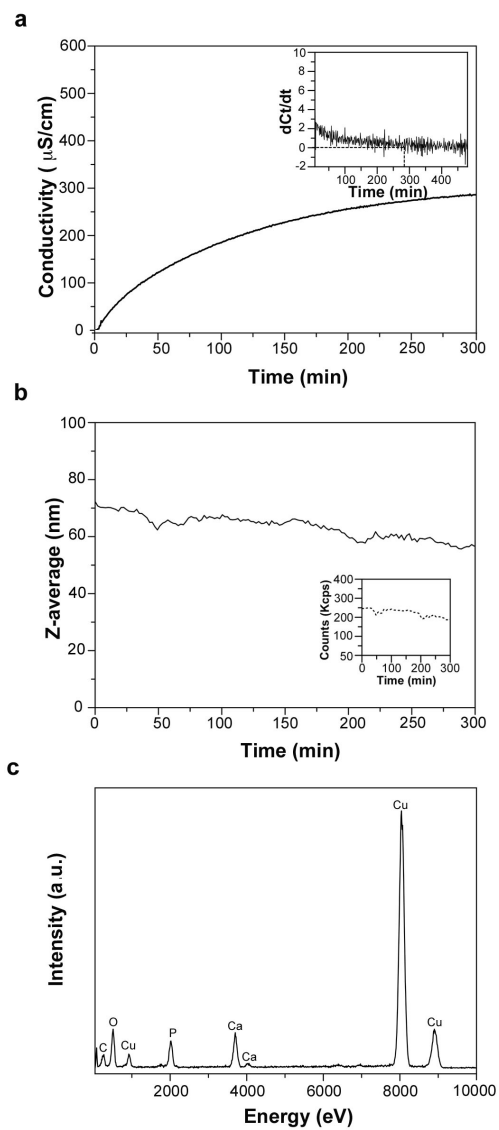 a
600
500
400
300
200
100
0
Conductivity ( μS/cm)
0 50 100 150 200 250 300
Time (min)
10
8
6
4
2
0
-2
dCt/dt
100 200 300 400
Time (min)
b
100
80
60
40
20
0
Z-average (nm)
0 50 100 150 200 250 300
Time (min)
400
300
250
200
100
50
Counts (Kcps)
0 100 200 300
Time (min)
c
Intensity (a.u.)
C
O
Cu
P
Ca
Ca
Cu
Cu
2000 4000 6000 8000 10000
Energy (eV)